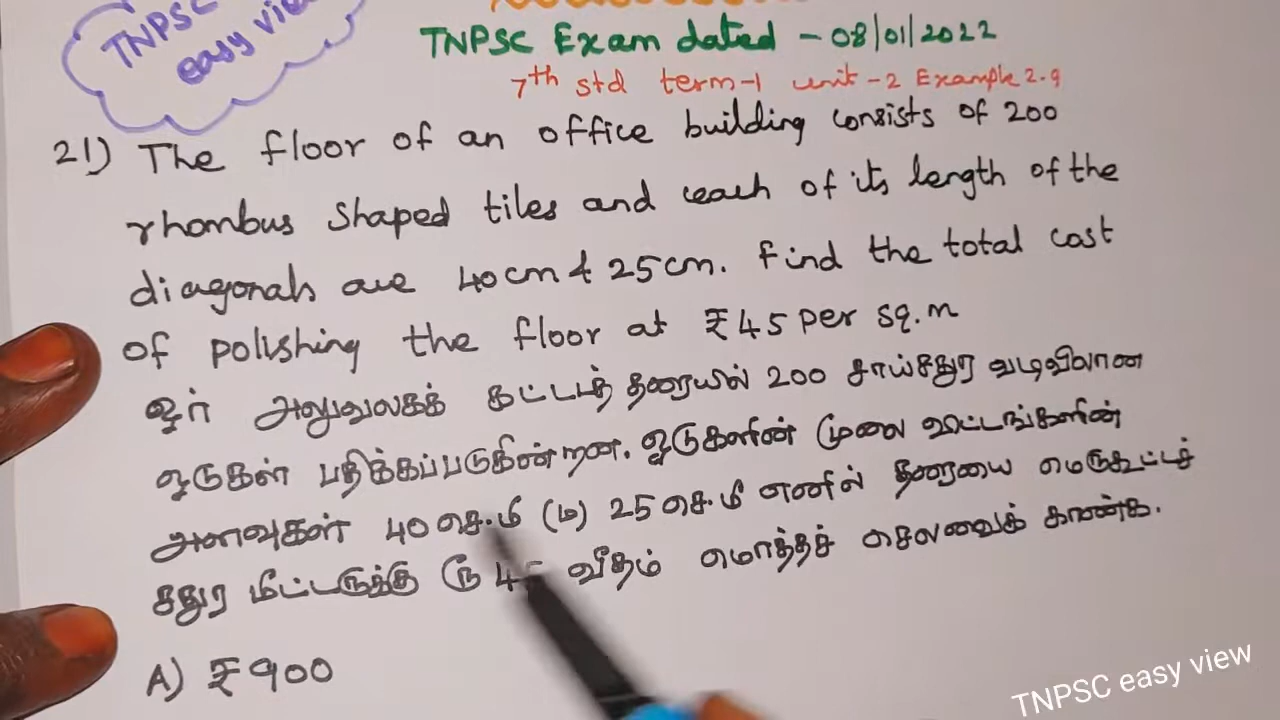 TNPSC
easy view
TNPSC Exam dated - 08/01/2022
7th std term-1 unit-2 Example 2.9
21) The floor of an office building consists of 200
rhombus shaped tiles and each of its length of the
diagonals are 40cm & 25cm. Find the total cost
of polishing the floor at ₹45 per sq.m
ஓர் அலுவலகக் கட்டடத் தரையில் 200 சாய்சதுர வடிவிலான
ஓடுகள் பதிக்கப்படுகின்றன. ஓடுகளின் மூலை விட்டங்களின்
அளவுகள் 40 செ.மீ (ம) 25 செ.மீ எனில் தரையை மெருகூட்டச்
சதுர மீட்டருக்கு ரூ 45 வீதம் மொத்தச் செலவைக் காண்க.
A) ₹900
TNPSC easy view